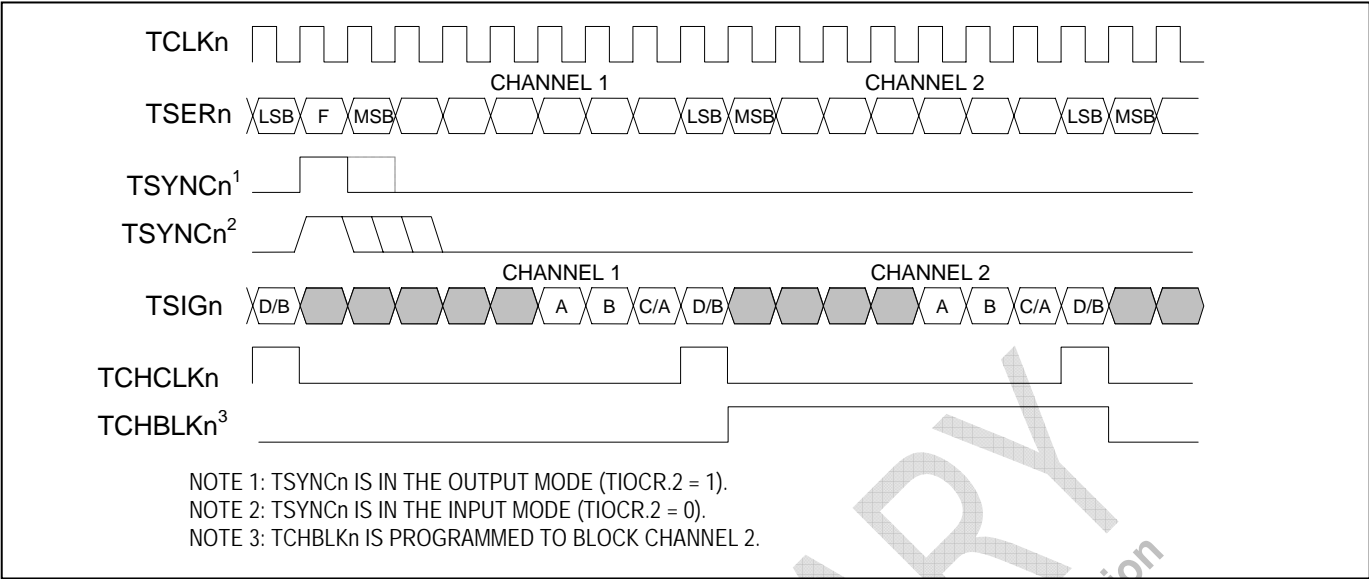 TCLKn
CHANNEL 1 CHANNEL 2
TSERn LSB F MSB LSB MSB LSB MSB
TSYNCn¹
TSYNCn²
CHANNEL 1 CHANNEL 2
TSIGn D/B A B C/A D/B A B C/A D/B
TCHCLKn
TCHBLKn³
NOTE 1: TSYNCn IS IN THE OUTPUT MODE (TIOCR.2 = 1).
NOTE 2: TSYNCn IS IN THE INPUT MODE (TIOCR.2 = 0).
NOTE 3: TCHBLKn IS PROGRAMMED TO BLOCK CHANNEL 2.